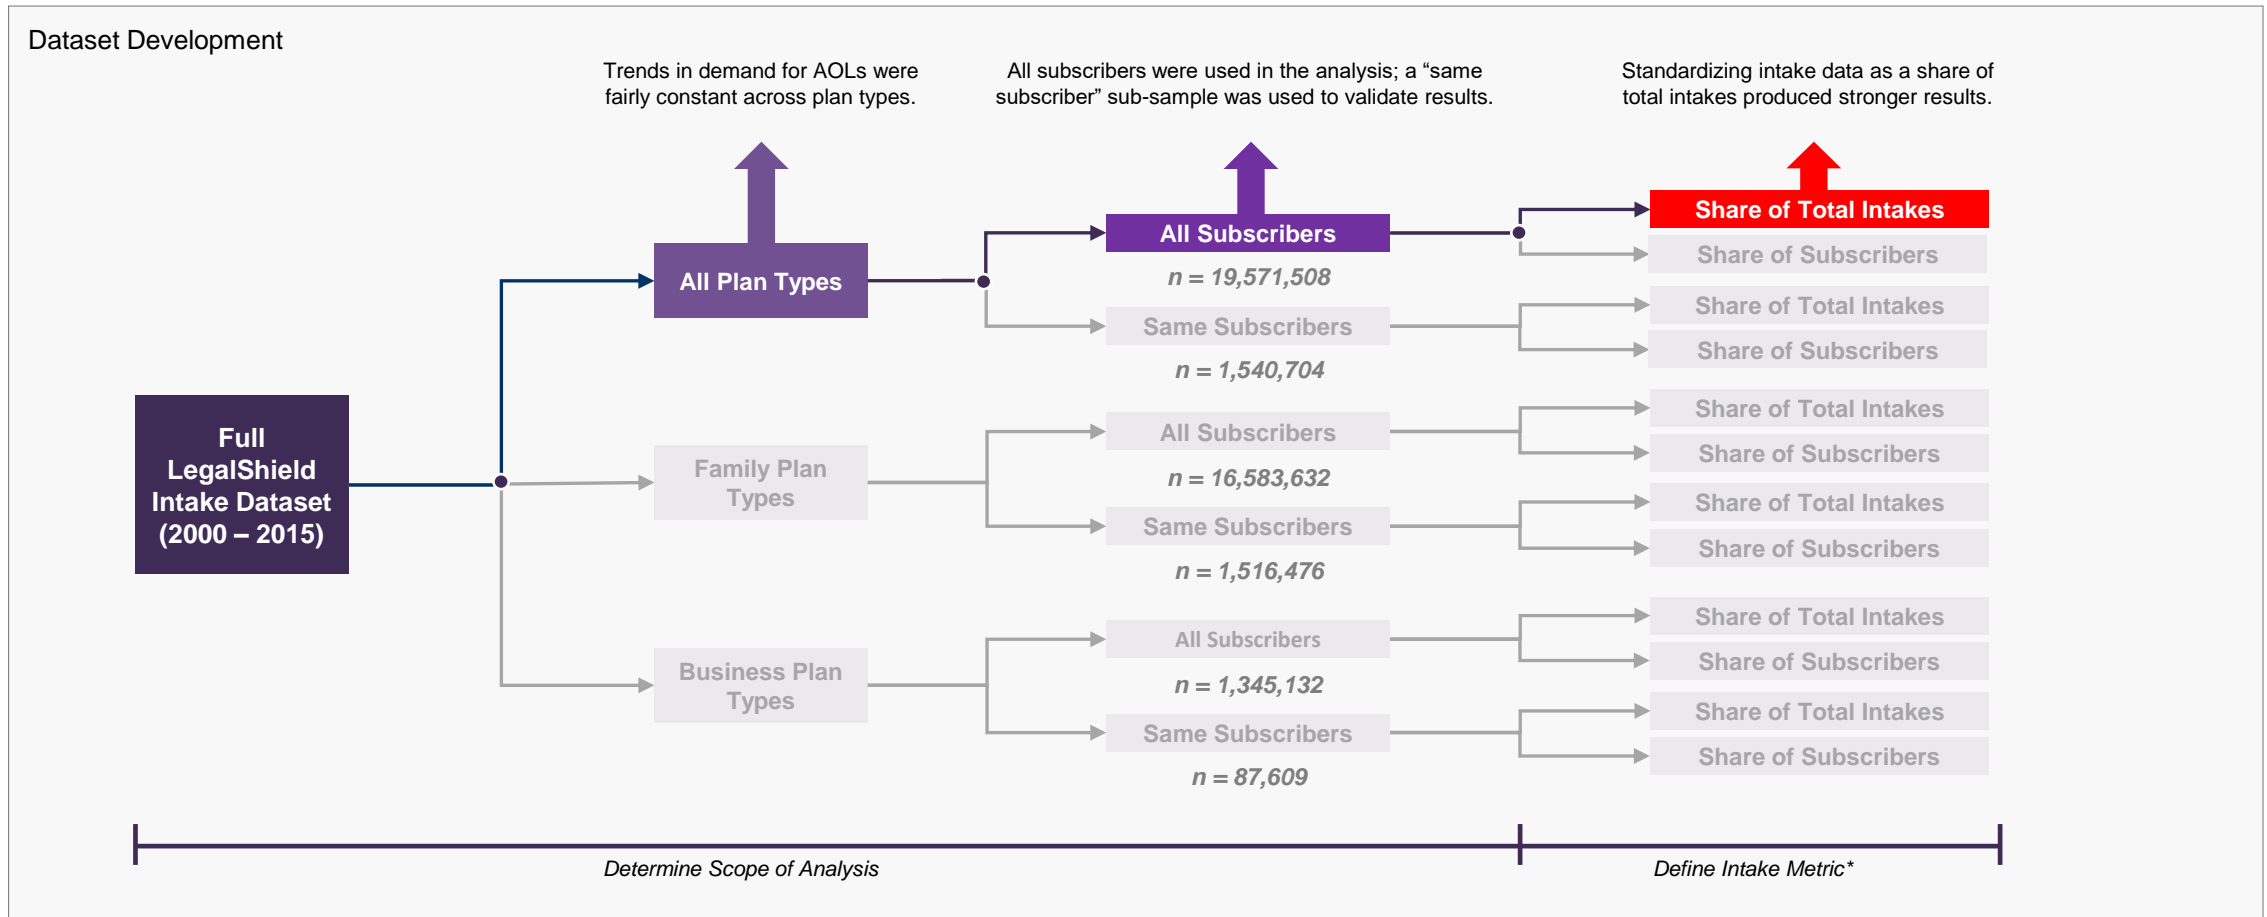 Dataset Development
Trends in demand for AOLs were
fairly constant across plan types.
All subscribers were used in the analysis; a “same
subscriber” sub-sample was used to validate results.
Standardizing intake data as a share of
total intakes produced stronger results.
Full
LegalShield
Intake Dataset
(2000 – 2015)
All Plan Types
Family Plan
Types
Business Plan
Types
All Subscribers
n = 19,571,508
Same Subscribers
n = 1,540,704
All Subscribers
n = 16,583,632
Same Subscribers
n = 1,516,476
All Subscribers
n = 1,345,132
Same Subscribers
n = 87,609
Share of Total Intakes
Share of Subscribers
Share of Total Intakes
Share of Subscribers
Share of Total Intakes
Share of Subscribers
Share of Total Intakes
Share of Subscribers
Share of Total Intakes
Share of Subscribers
Share of Total Intakes
Share of Subscribers
Determine Scope of Analysis
Define Intake Metric*